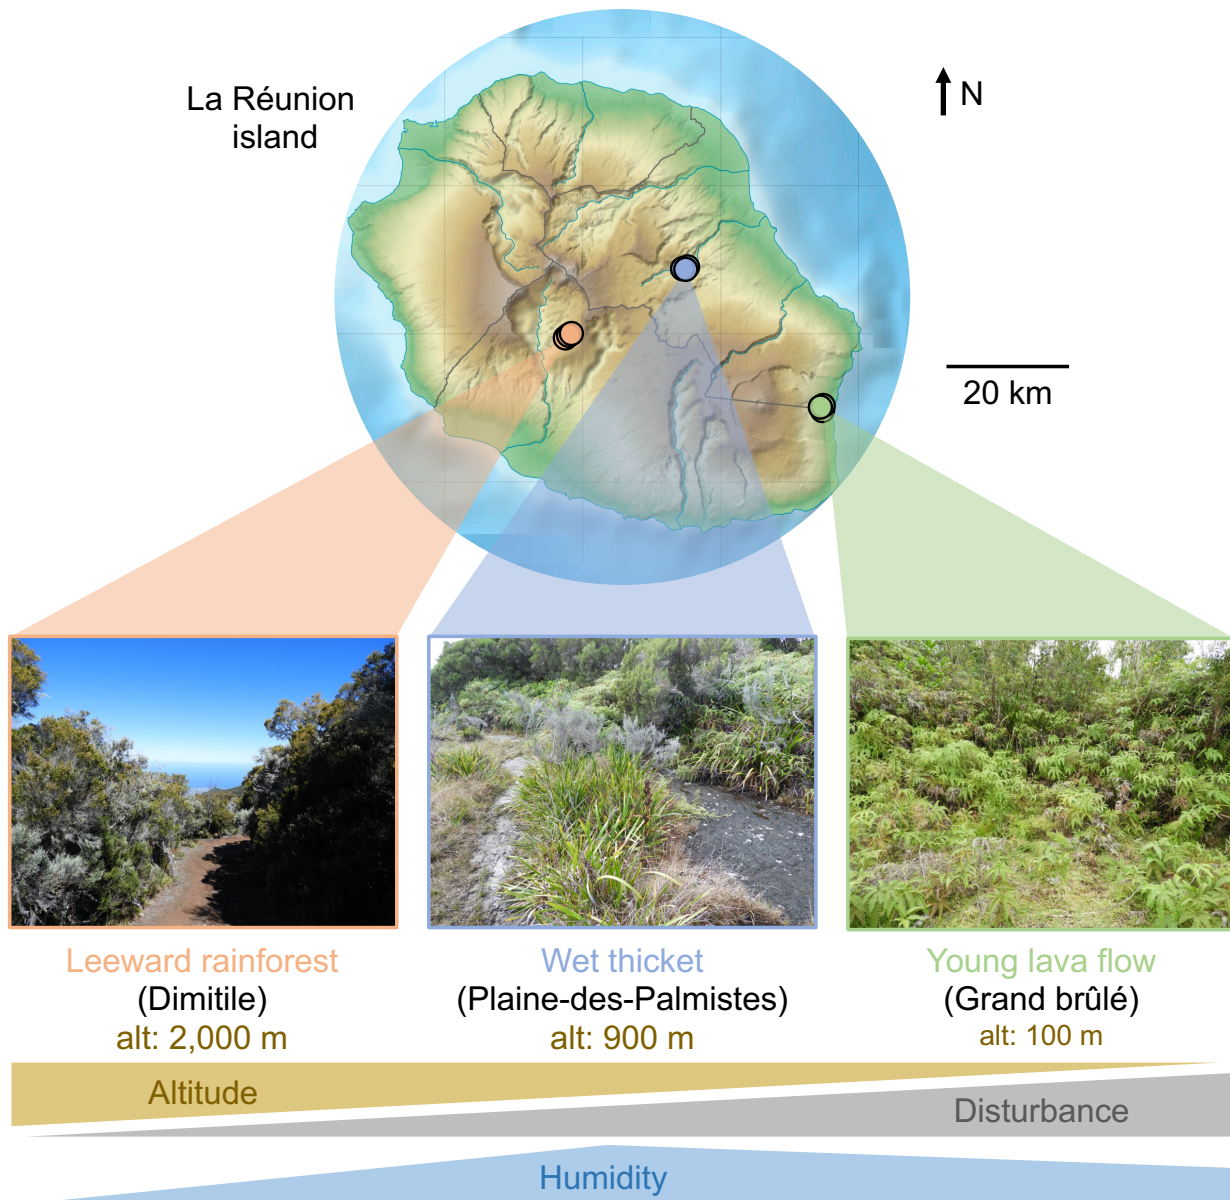 La Réunion
island
N
20 km
Leeward rainforest
(Dimitile)
alt: 2,000 m
Wet thicket
(Plaine-des-Palmistes)
alt: 900 m
Young lava flow
(Grand brûlé)
alt: 100 m
Altitude
Disturbance
Humidity